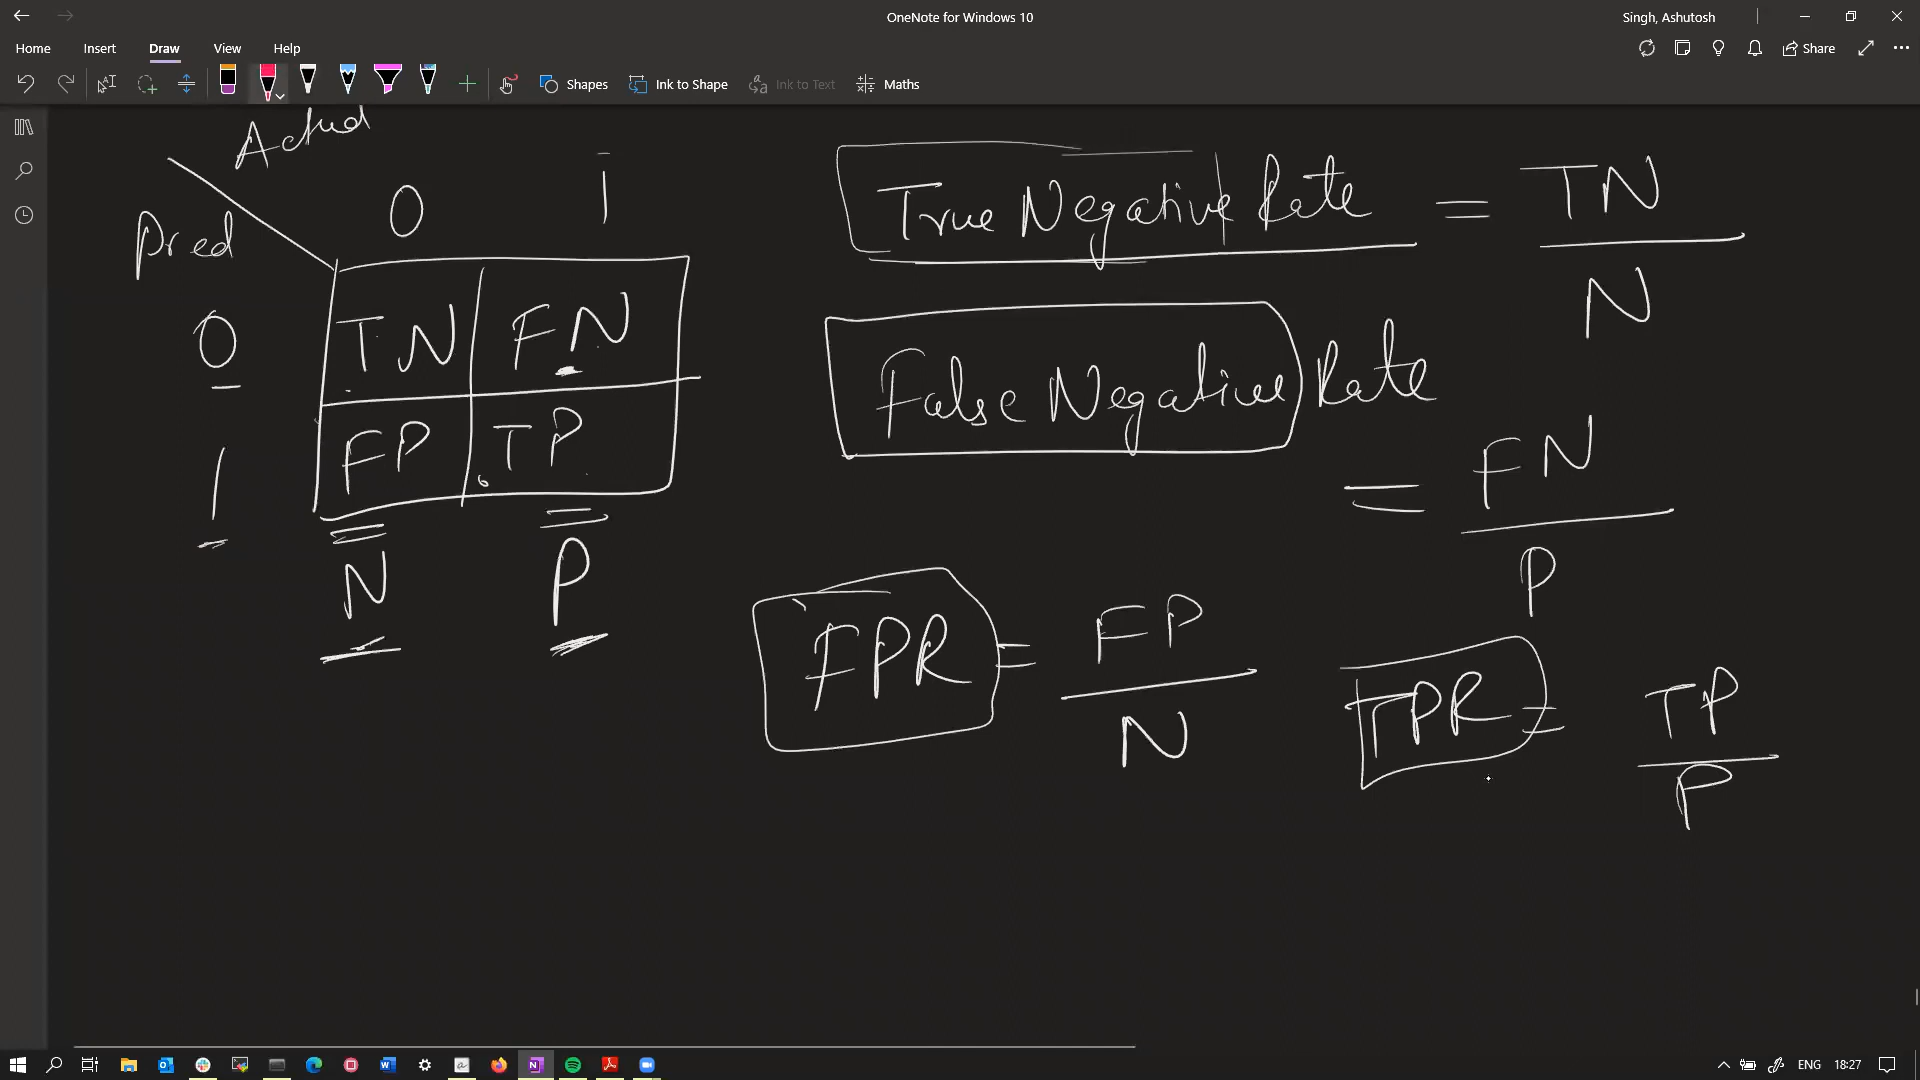 OneNote for Windows 10
Singh, Ashutosh
Home Insert Draw View Help
Share
Shapes
Ink to Shape
Ink to Text
Maths
Actual
Pred
0 1
0 TN FN
1 FP TP
N P
True Negative Rate = TN
N
False Negative Rate
= FN
P
FPR = FP
N
TPR = TP
P
ENG 18:27